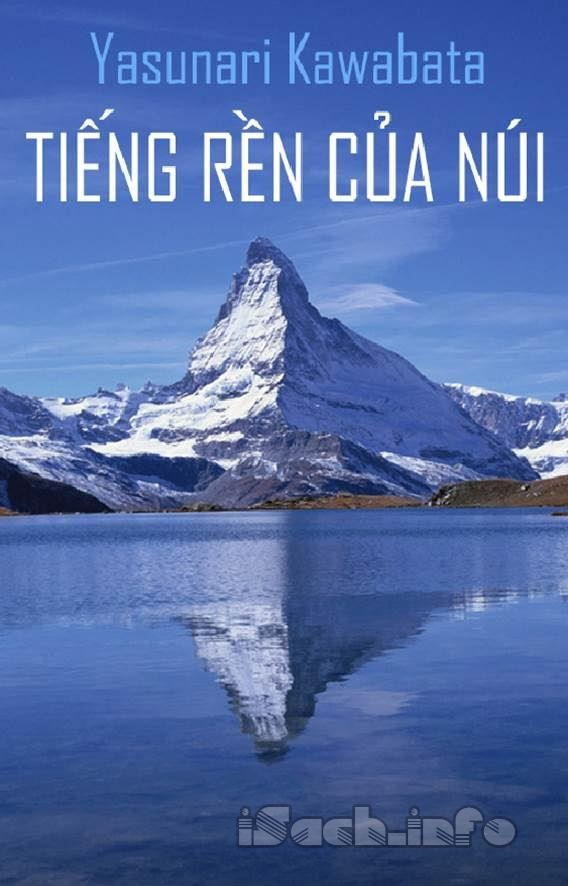 Yasunari Kawabata
TIẾNG RỀN CỦA NÚI
iSach.info